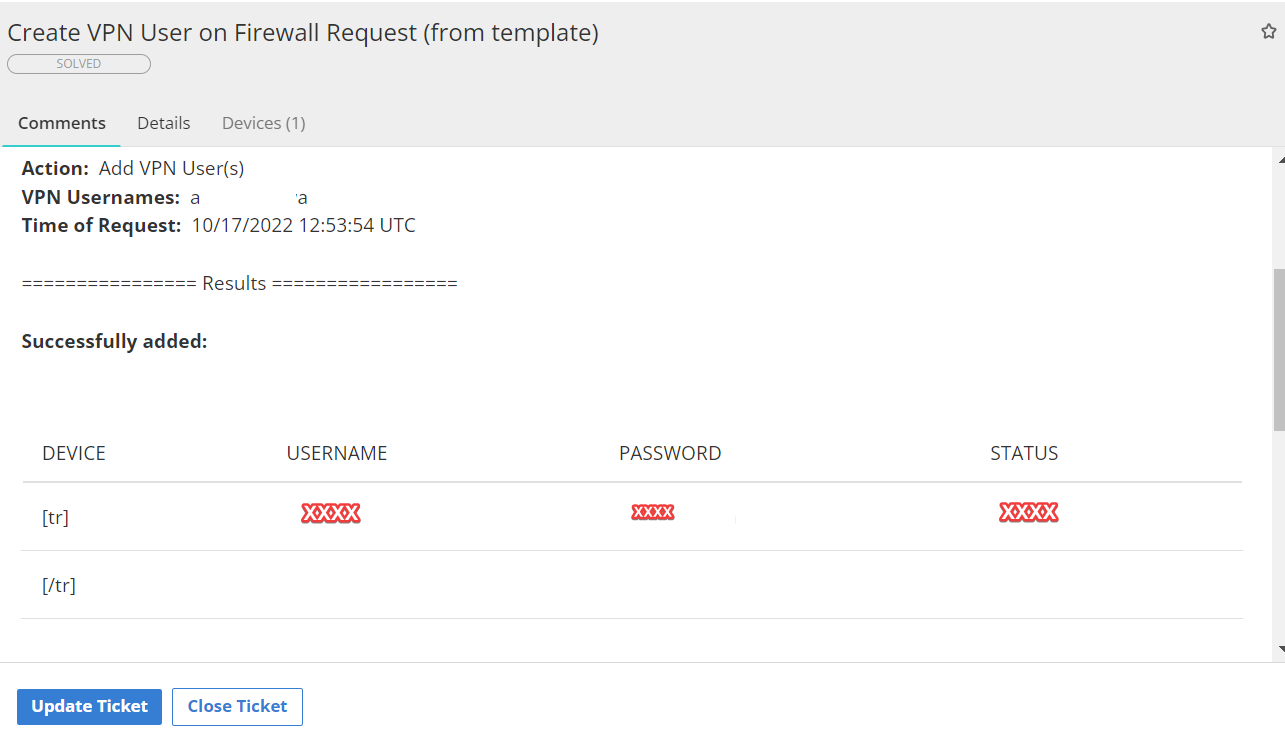 Create VPN User on Firewall Request (from template)
SOLVED
Comments Details Devices (1)
Action: Add VPN User(s)
VPN Usernames: a a
Time of Request: 10/17/2022 12:53:54 UTC
================ Results =================
Successfully added:
DEVICE USERNAME PASSWORD STATUS
[tr] XXXX XXXX XXXX
[/tr]
Update Ticket Close Ticket